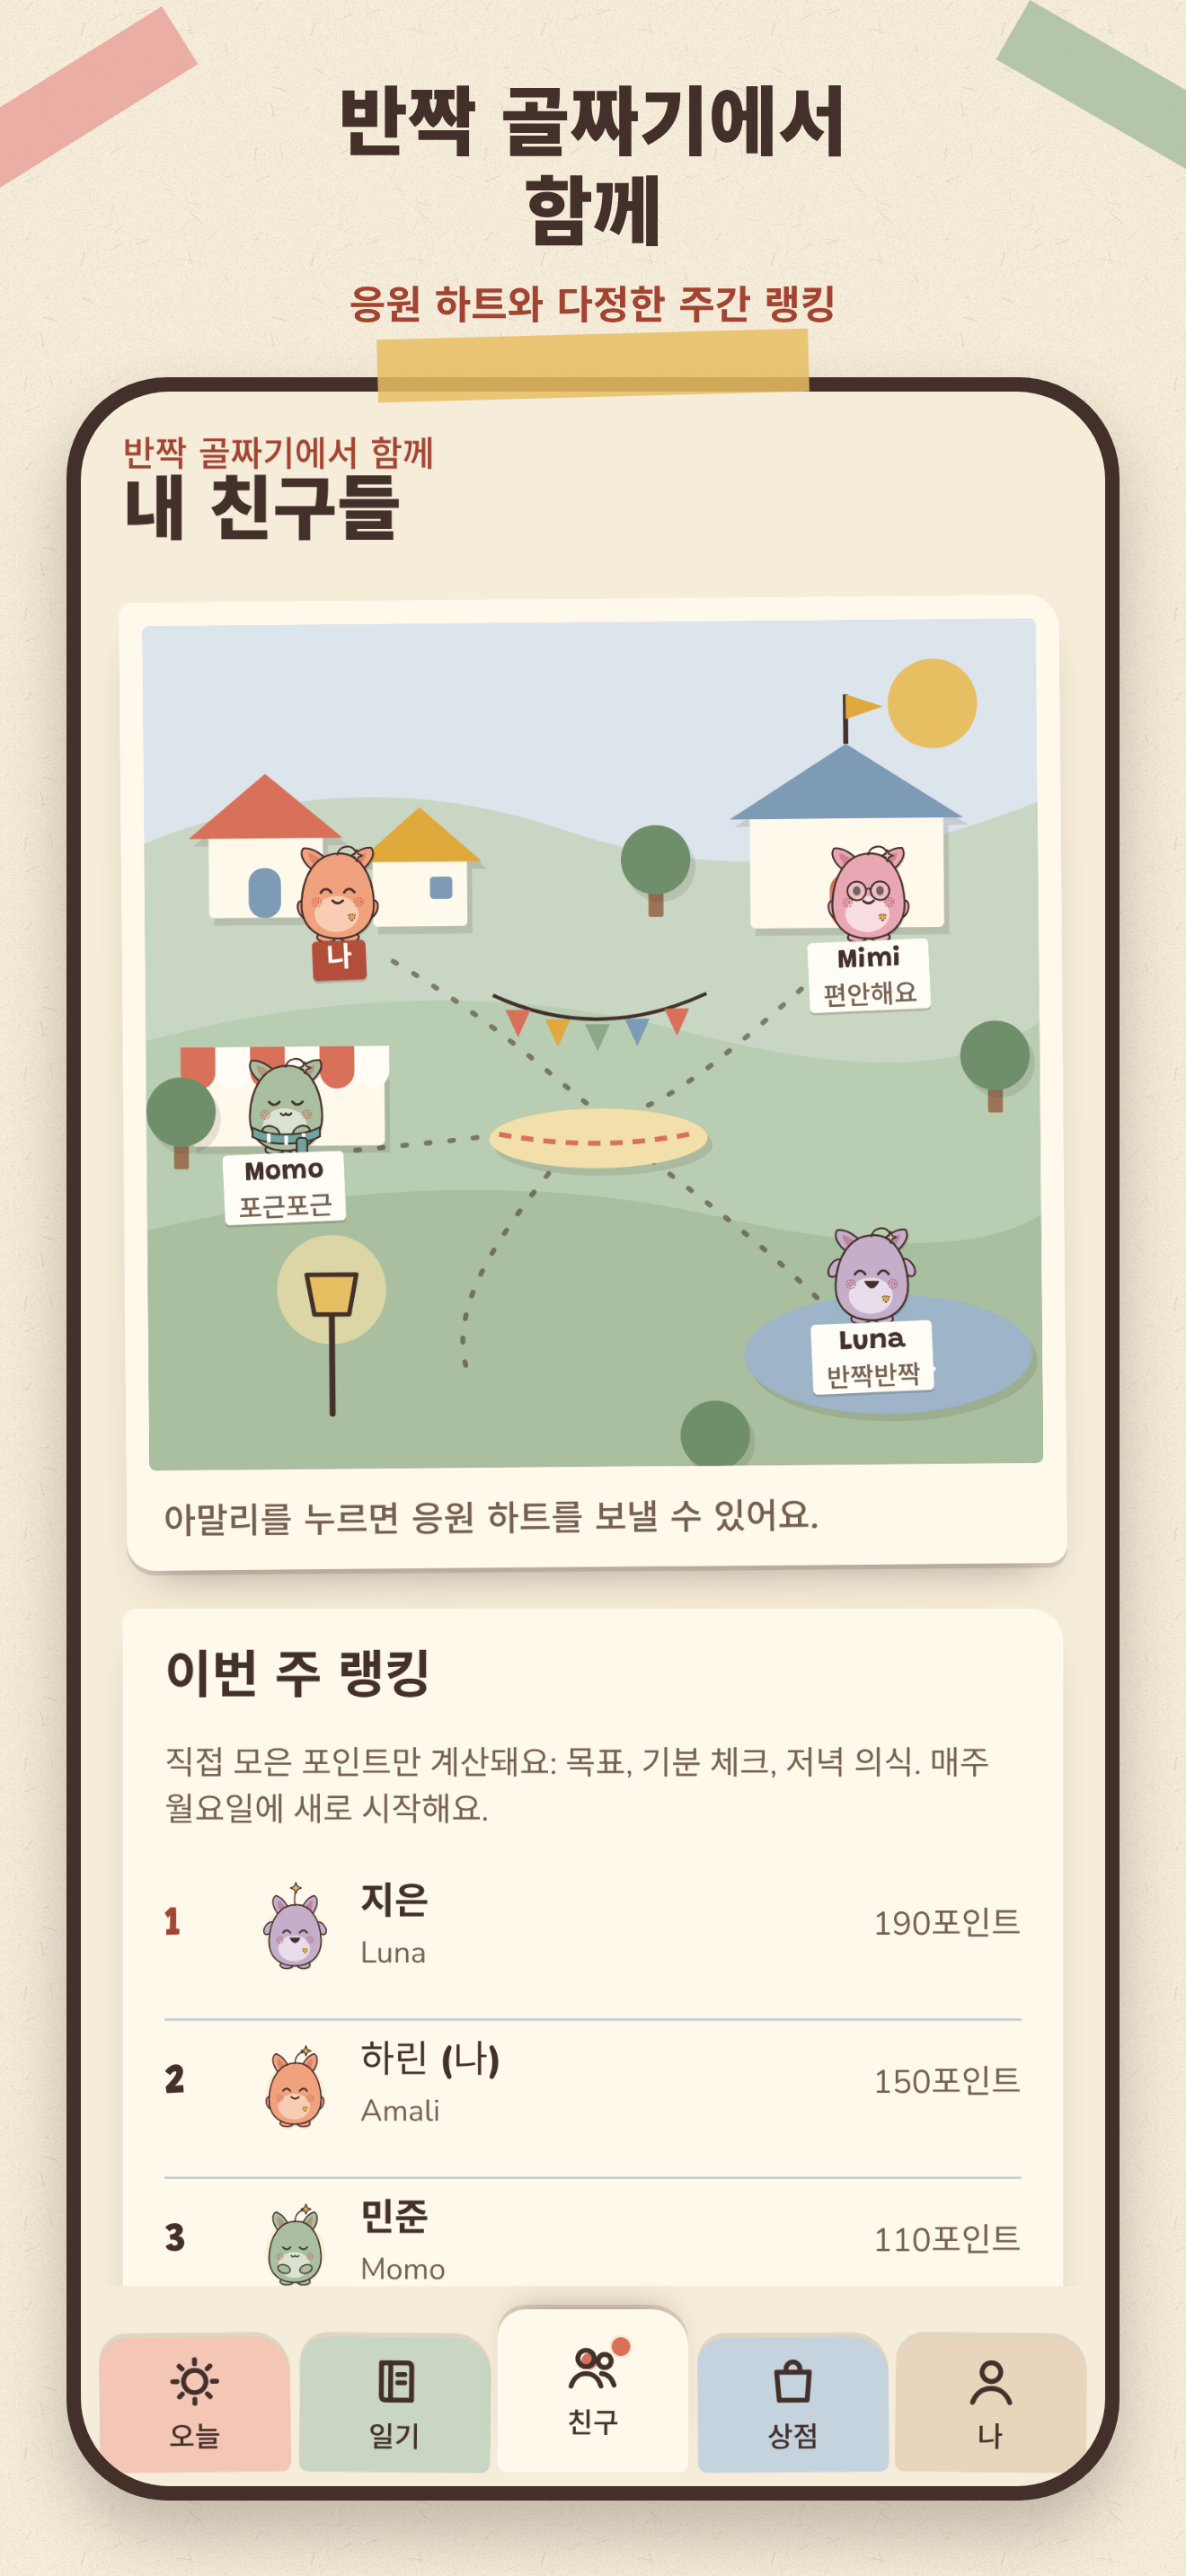 반짝 골짜기에서
함께
응원 하트와 다정한 주간 랭킹
반짝 골짜기에서 함께
내 친구들
나
Mimi
편안해요
Momo
포근포근
Luna
반짝반짝
아말리를 누르면 응원 하트를 보낼 수 있어요.
이번 주 랭킹
직접 모은 포인트만 계산돼요: 목표, 기분 체크, 저녁 의식. 매주
월요일에 새로 시작해요.
1
지은
Luna
190포인트
2
하린 (나)
Amali
150포인트
3
민준
Momo
110포인트
오늘
일기
친구
상점
나